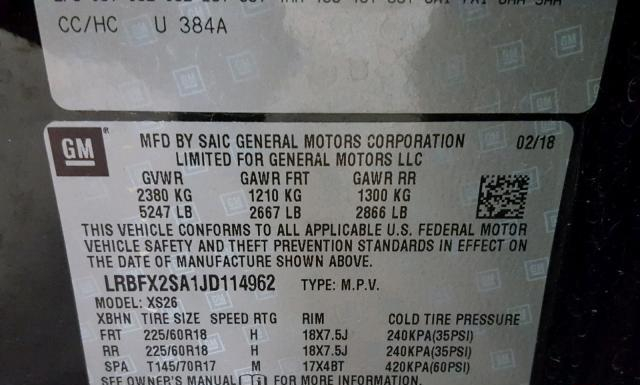 CC/HC U 384A
GM
MFD BY SAIC GENERAL MOTORS CORPORATION 02/18
LIMITED FOR GENERAL MOTORS LLC
GVWR GAWR FRT GAWR RR
2380 KG 1210 KG 1300 KG
5247 LB 2667 LB 2866 LB
THIS VEHICLE CONFORMS TO ALL APPLICABLE U.S. FEDERAL MOTOR
VEHICLE SAFETY AND THEFT PREVENTION STANDARDS IN EFFECT ON
THE DATE OF MANUFACTURE SHOWN ABOVE.
LRBFX2SA1JD114962 TYPE: M.P.V.
MODEL: XS26
XBHN TIRE SIZE SPEED RTG RIM COLD TIRE PRESSURE
FRT 225/60R18 H 18X7.5J 240KPA(35PSI)
RR 225/60R18 H 18X7.5J 240KPA(35PSI)
SPA T145/70R17 M 17X4BT 420KPA(60PSI)
SEE OWNER'S MANUAL FOR MORE INFORMATION.